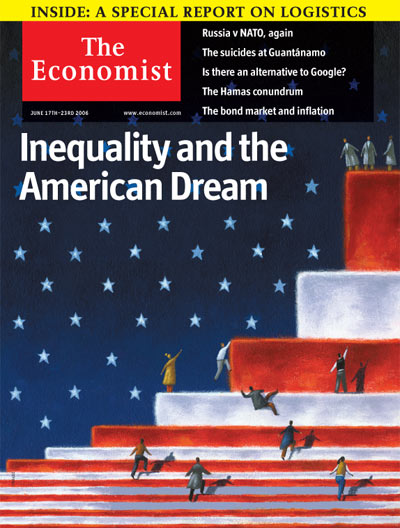 INSIDE: A SPECIAL REPORT ON LOGISTICS
The
Economist
JUNE 17TH-23RD 2006
www.economist.com
Russia v NATO, again
The suicides at Guantánamo
Is there an alternative to Google?
The Hamas conundrum
The bond market and inflation
Inequality and the
American Dream